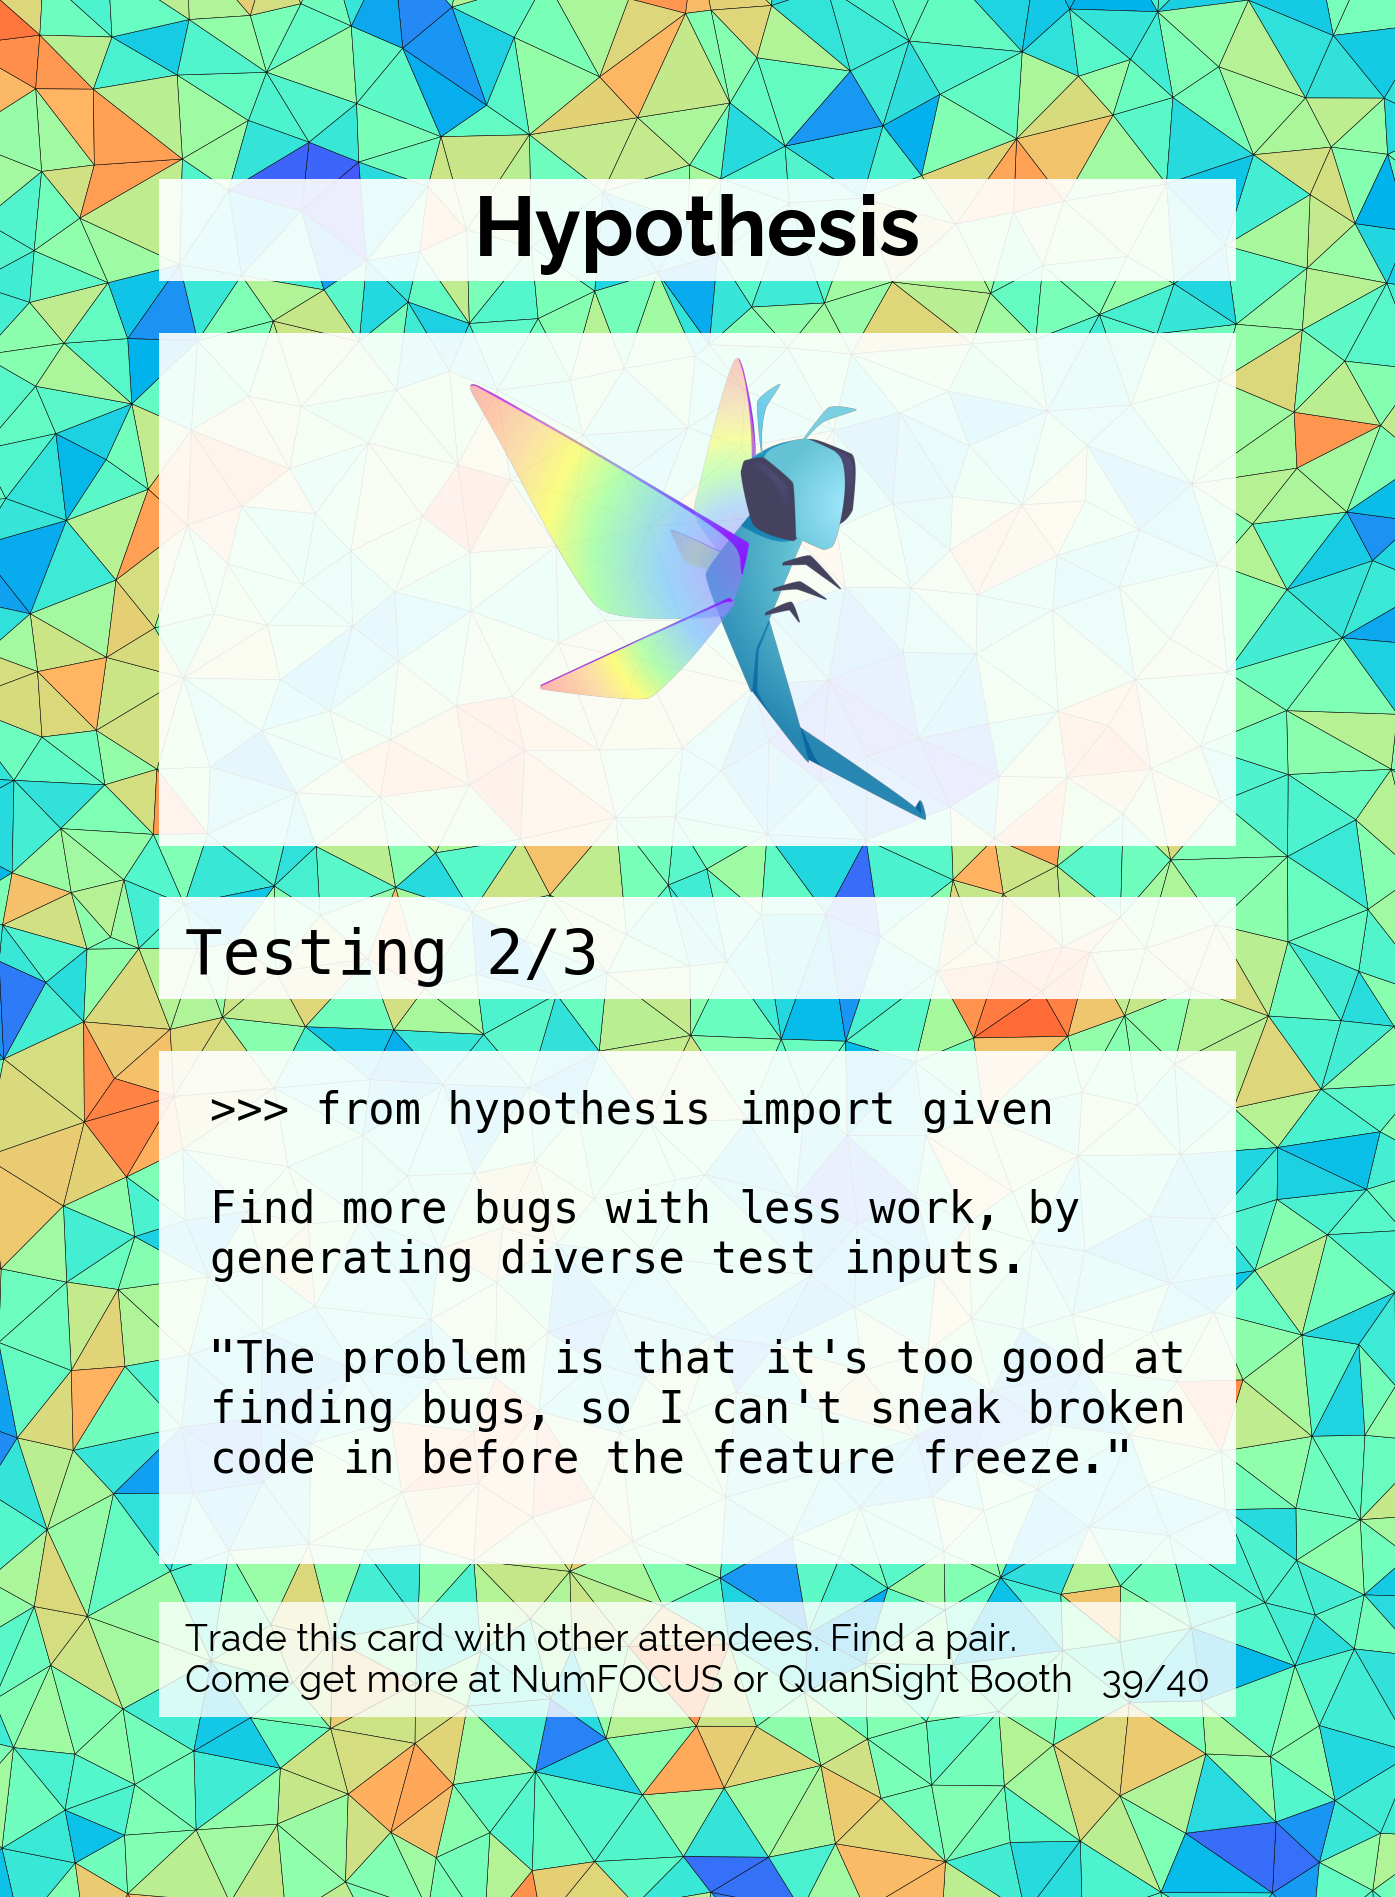 Hypothesis
Testing 2/3
>>> from hypothesis import given
Find more bugs with less work, by
generating diverse test inputs.
"The problem is that it's too good at
finding bugs, so I can't sneak broken
code in before the feature freeze."
Trade this card with other attendees. Find a pair.
Come get more at NumFOCUS or QuanSight Booth 39/40